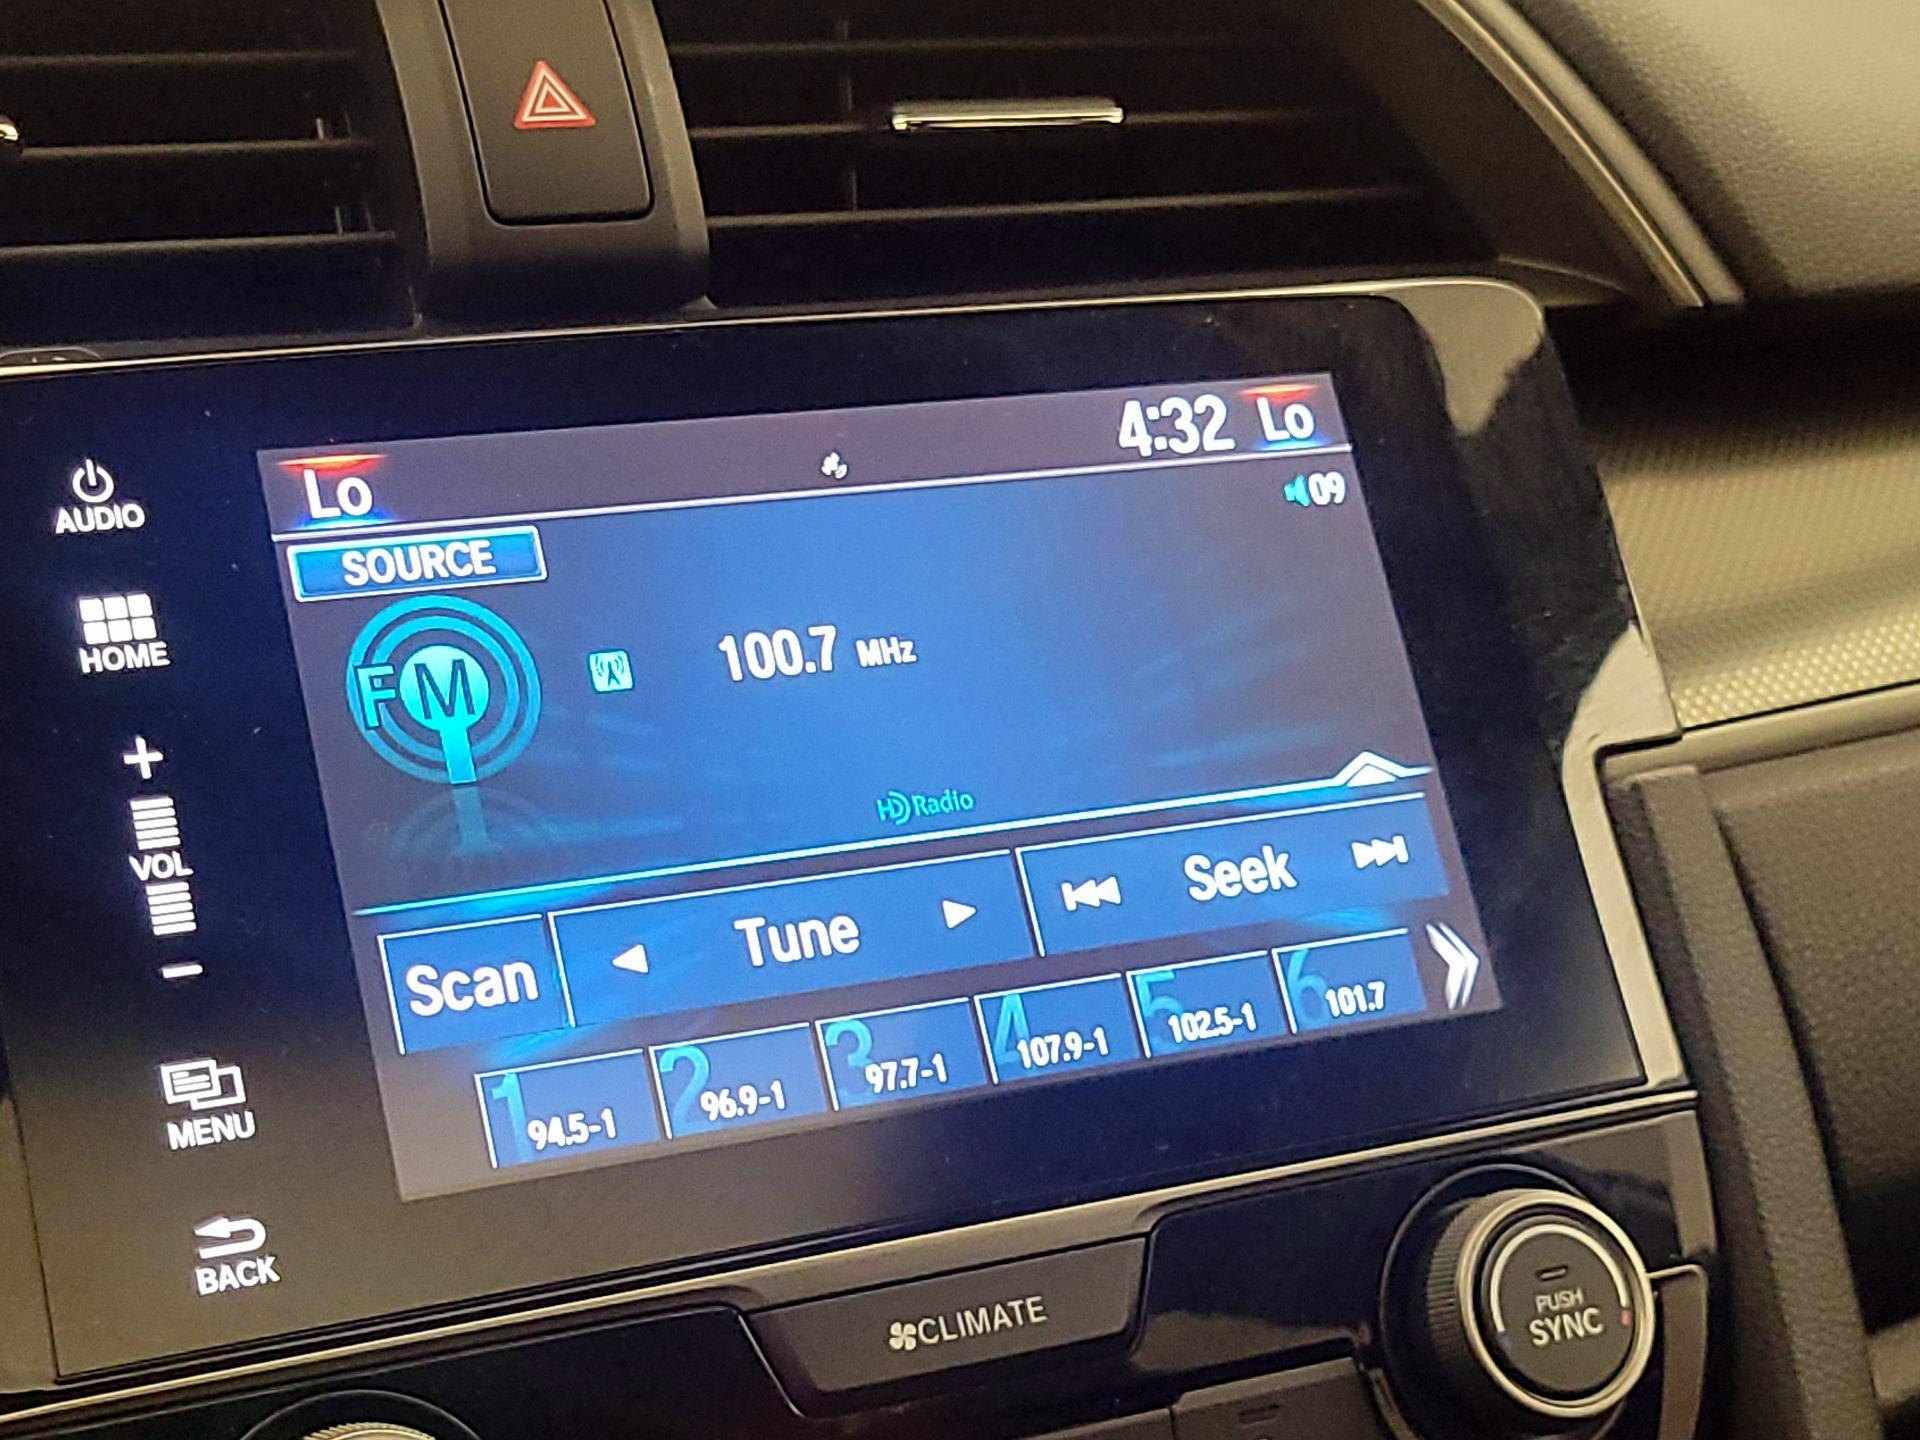 Lo
4:32 Lo
09
AUDIO
SOURCE
HOME
FM
100.7 MHz
HD Radio
VOL
Scan
Tune
Seek
1 94.5-1
2 96.9-1
3 97.7-1
4 107.9-1
5 102.5-1
6 101.7
MENU
BACK
CLIMATE
PUSH
SYNC